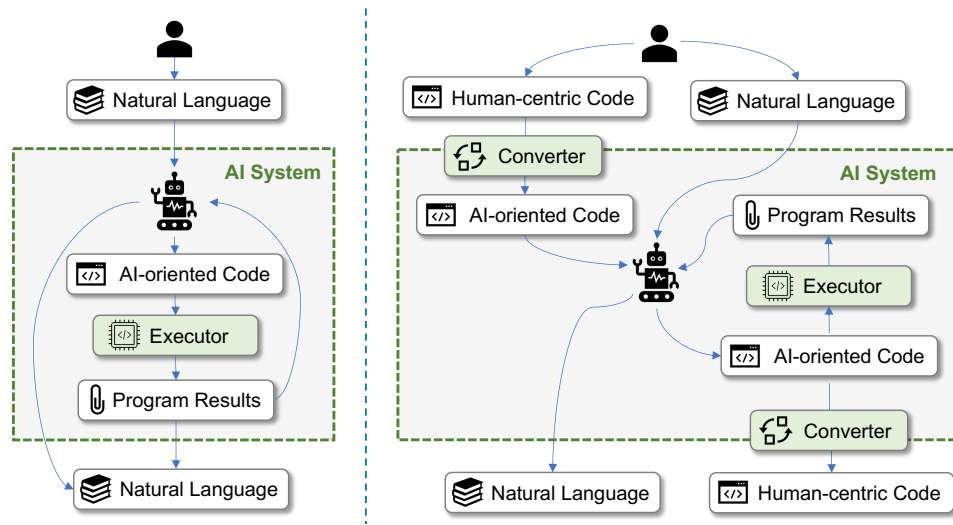 Natural Language
AI System
AI-oriented Code
Executor
Program Results
Natural Language
Human-centric Code
Natural Language
Converter
AI System
AI-oriented Code
Program Results
Executor
AI-oriented Code
Converter
Natural Language
Human-centric Code